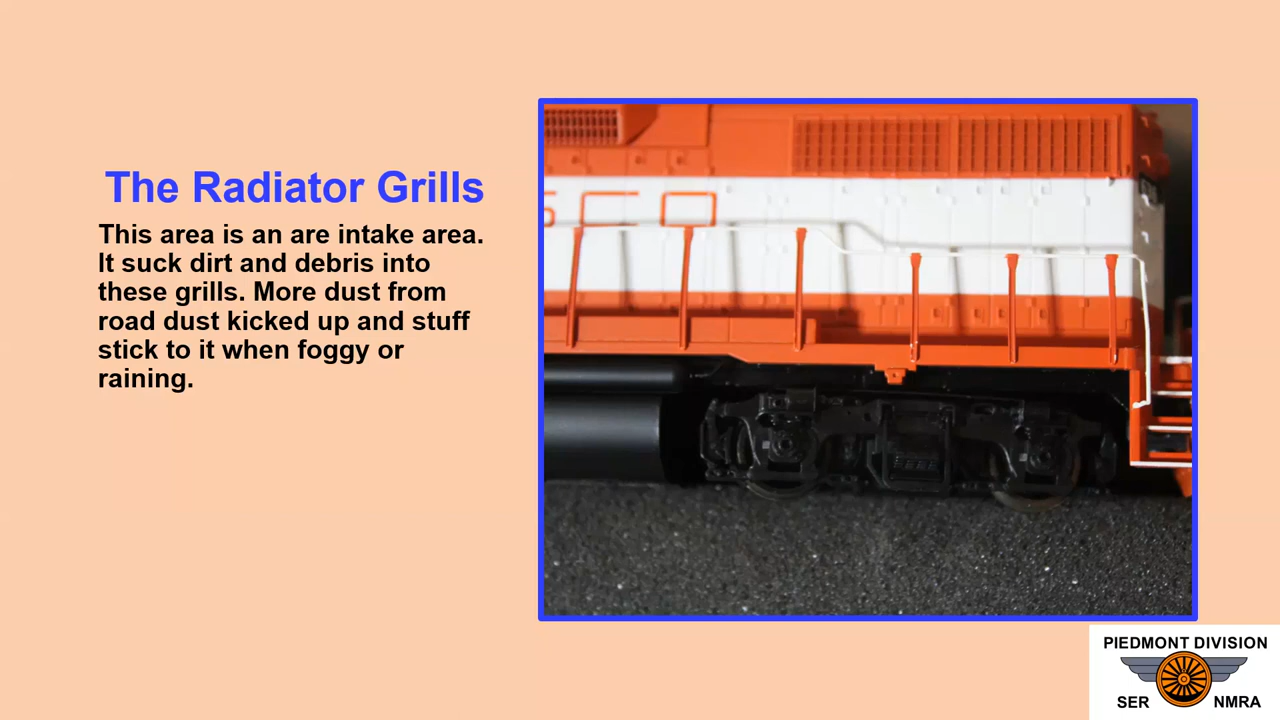 The Radiator Grills
This area is an are intake area.
It suck dirt and debris into
these grills. More dust from
road dust kicked up and stuff
stick to it when foggy or
raining.
SCO
PIEDMONT DIVISION
SER NMRA